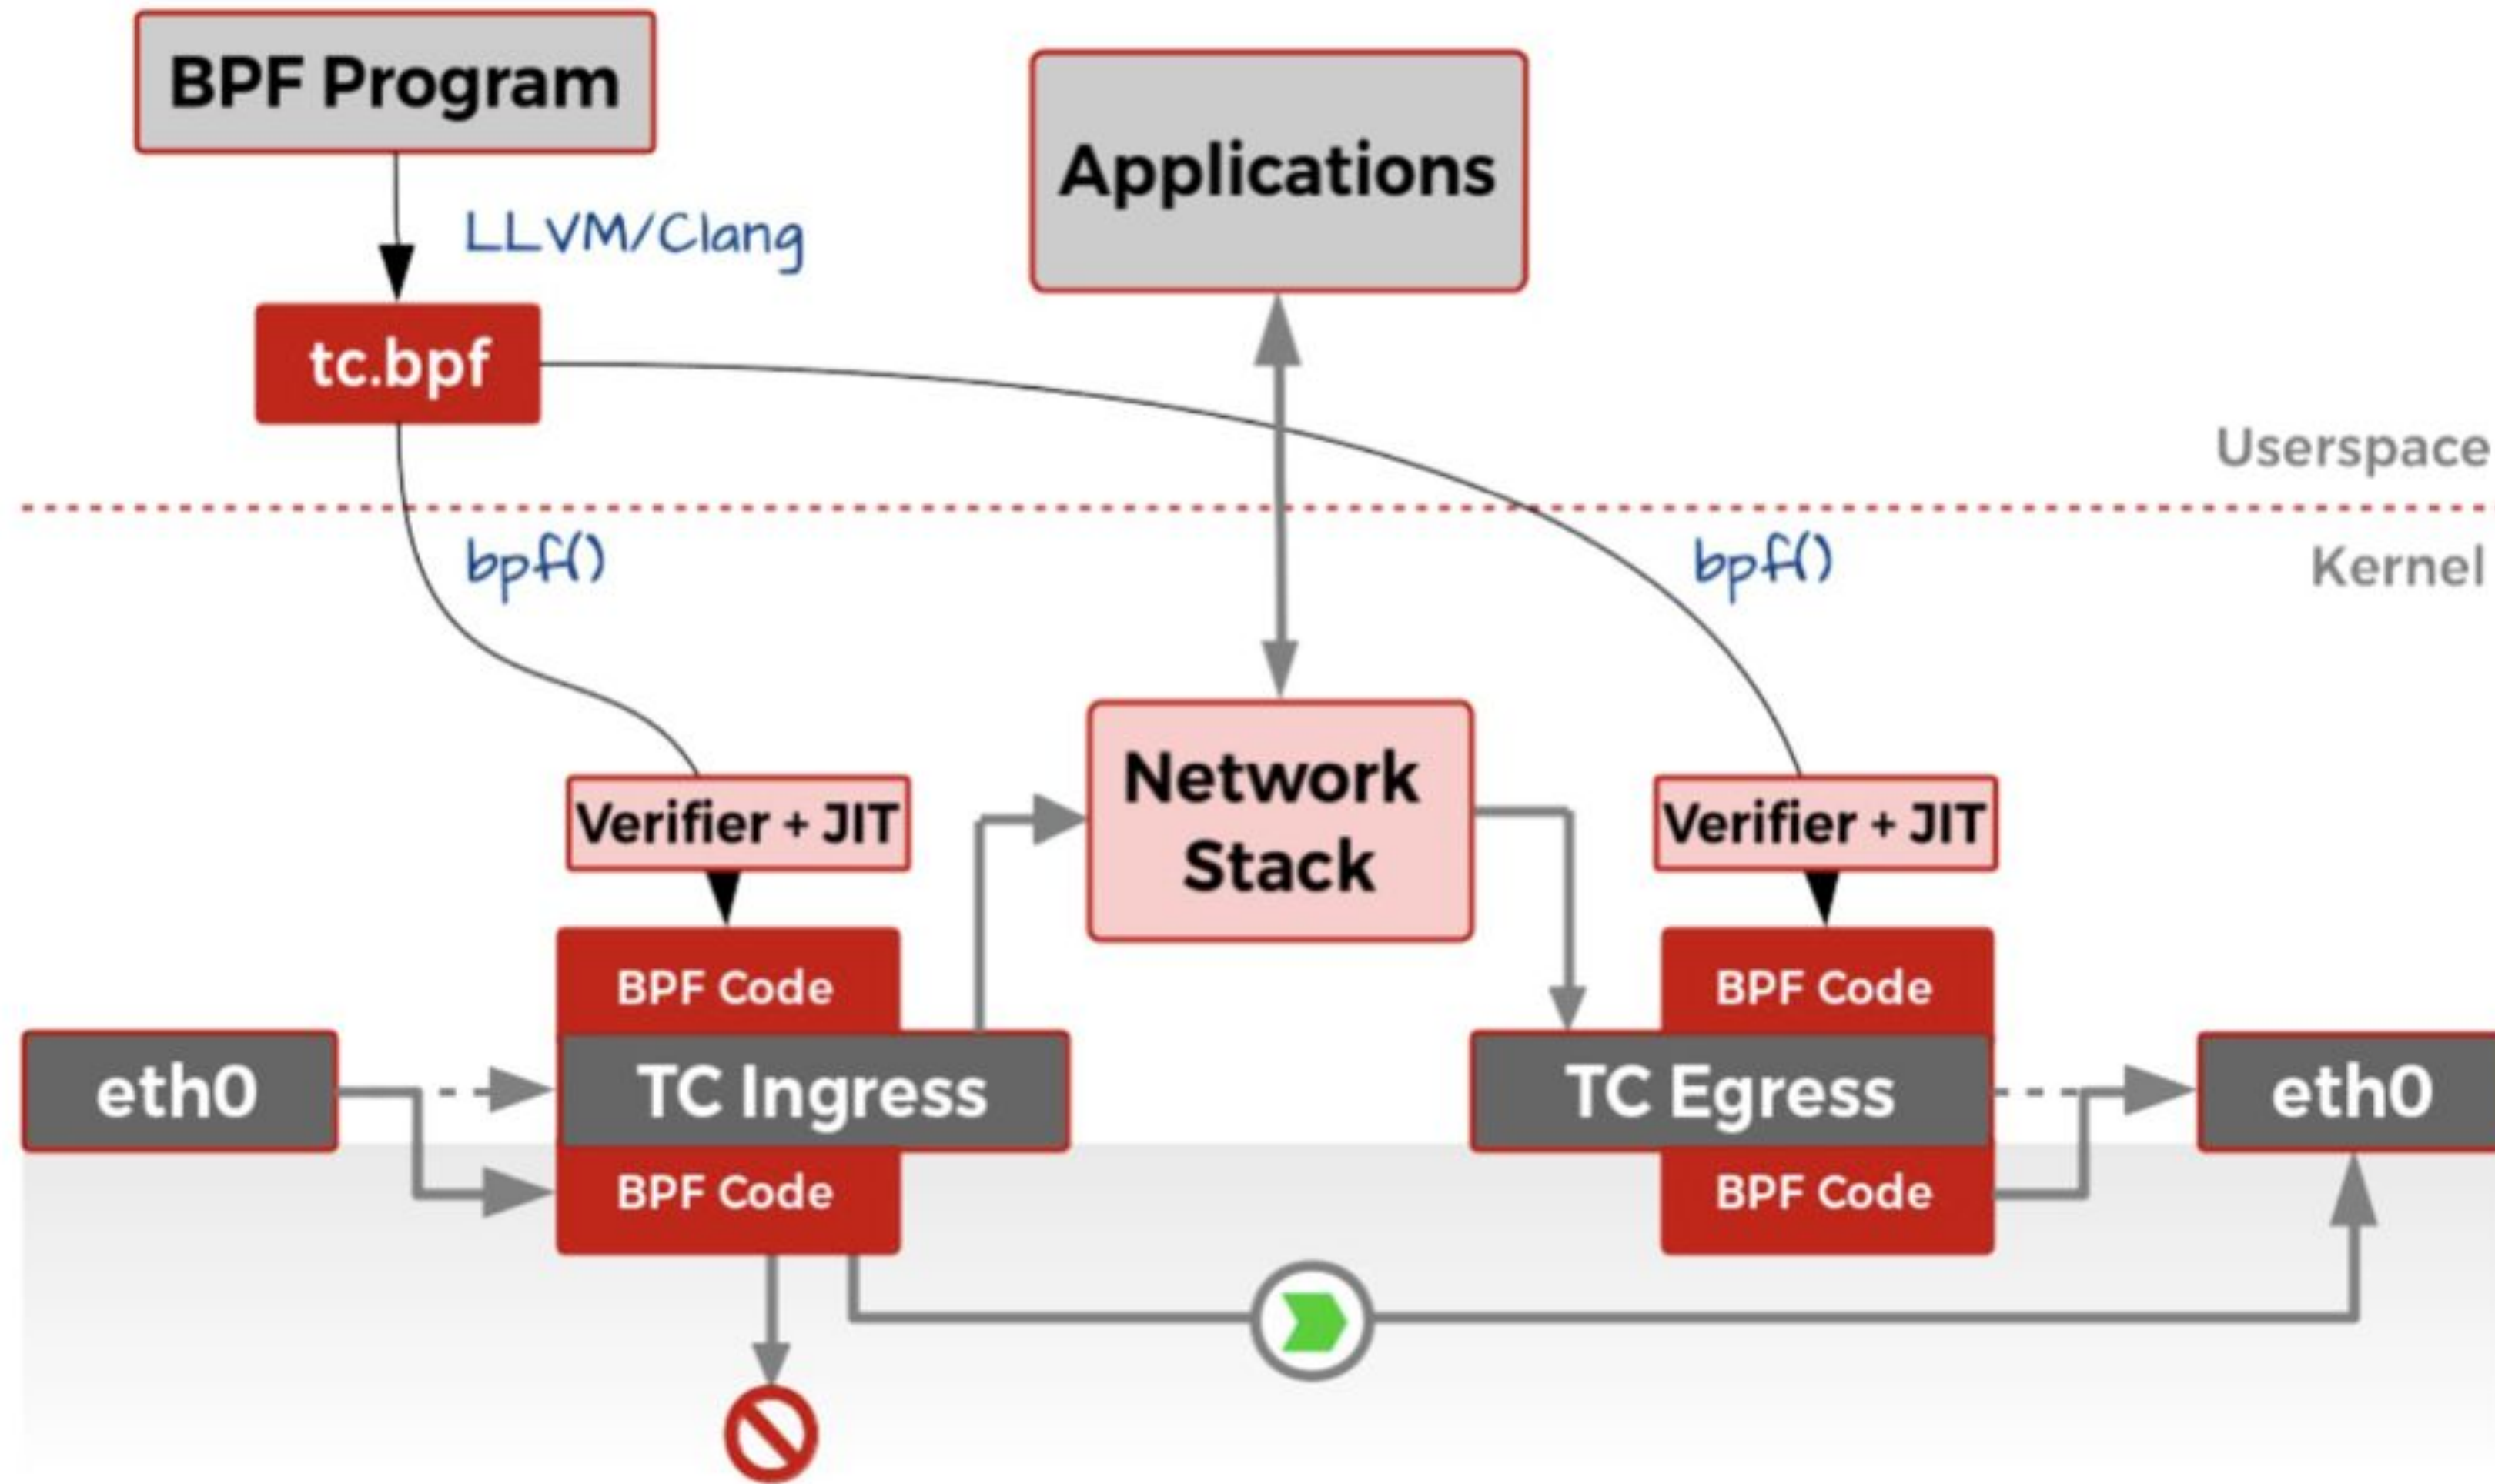 BPF Program
Applications
LLVM/Clang
tc.bpf
Userspace
bpf()
bpf()
Kernel
Network
Stack
Verifier + JIT
Verifier + JIT
BPF Code
BPF Code
eth0
TC Ingress
TC Egress
eth0
BPF Code
BPF Code